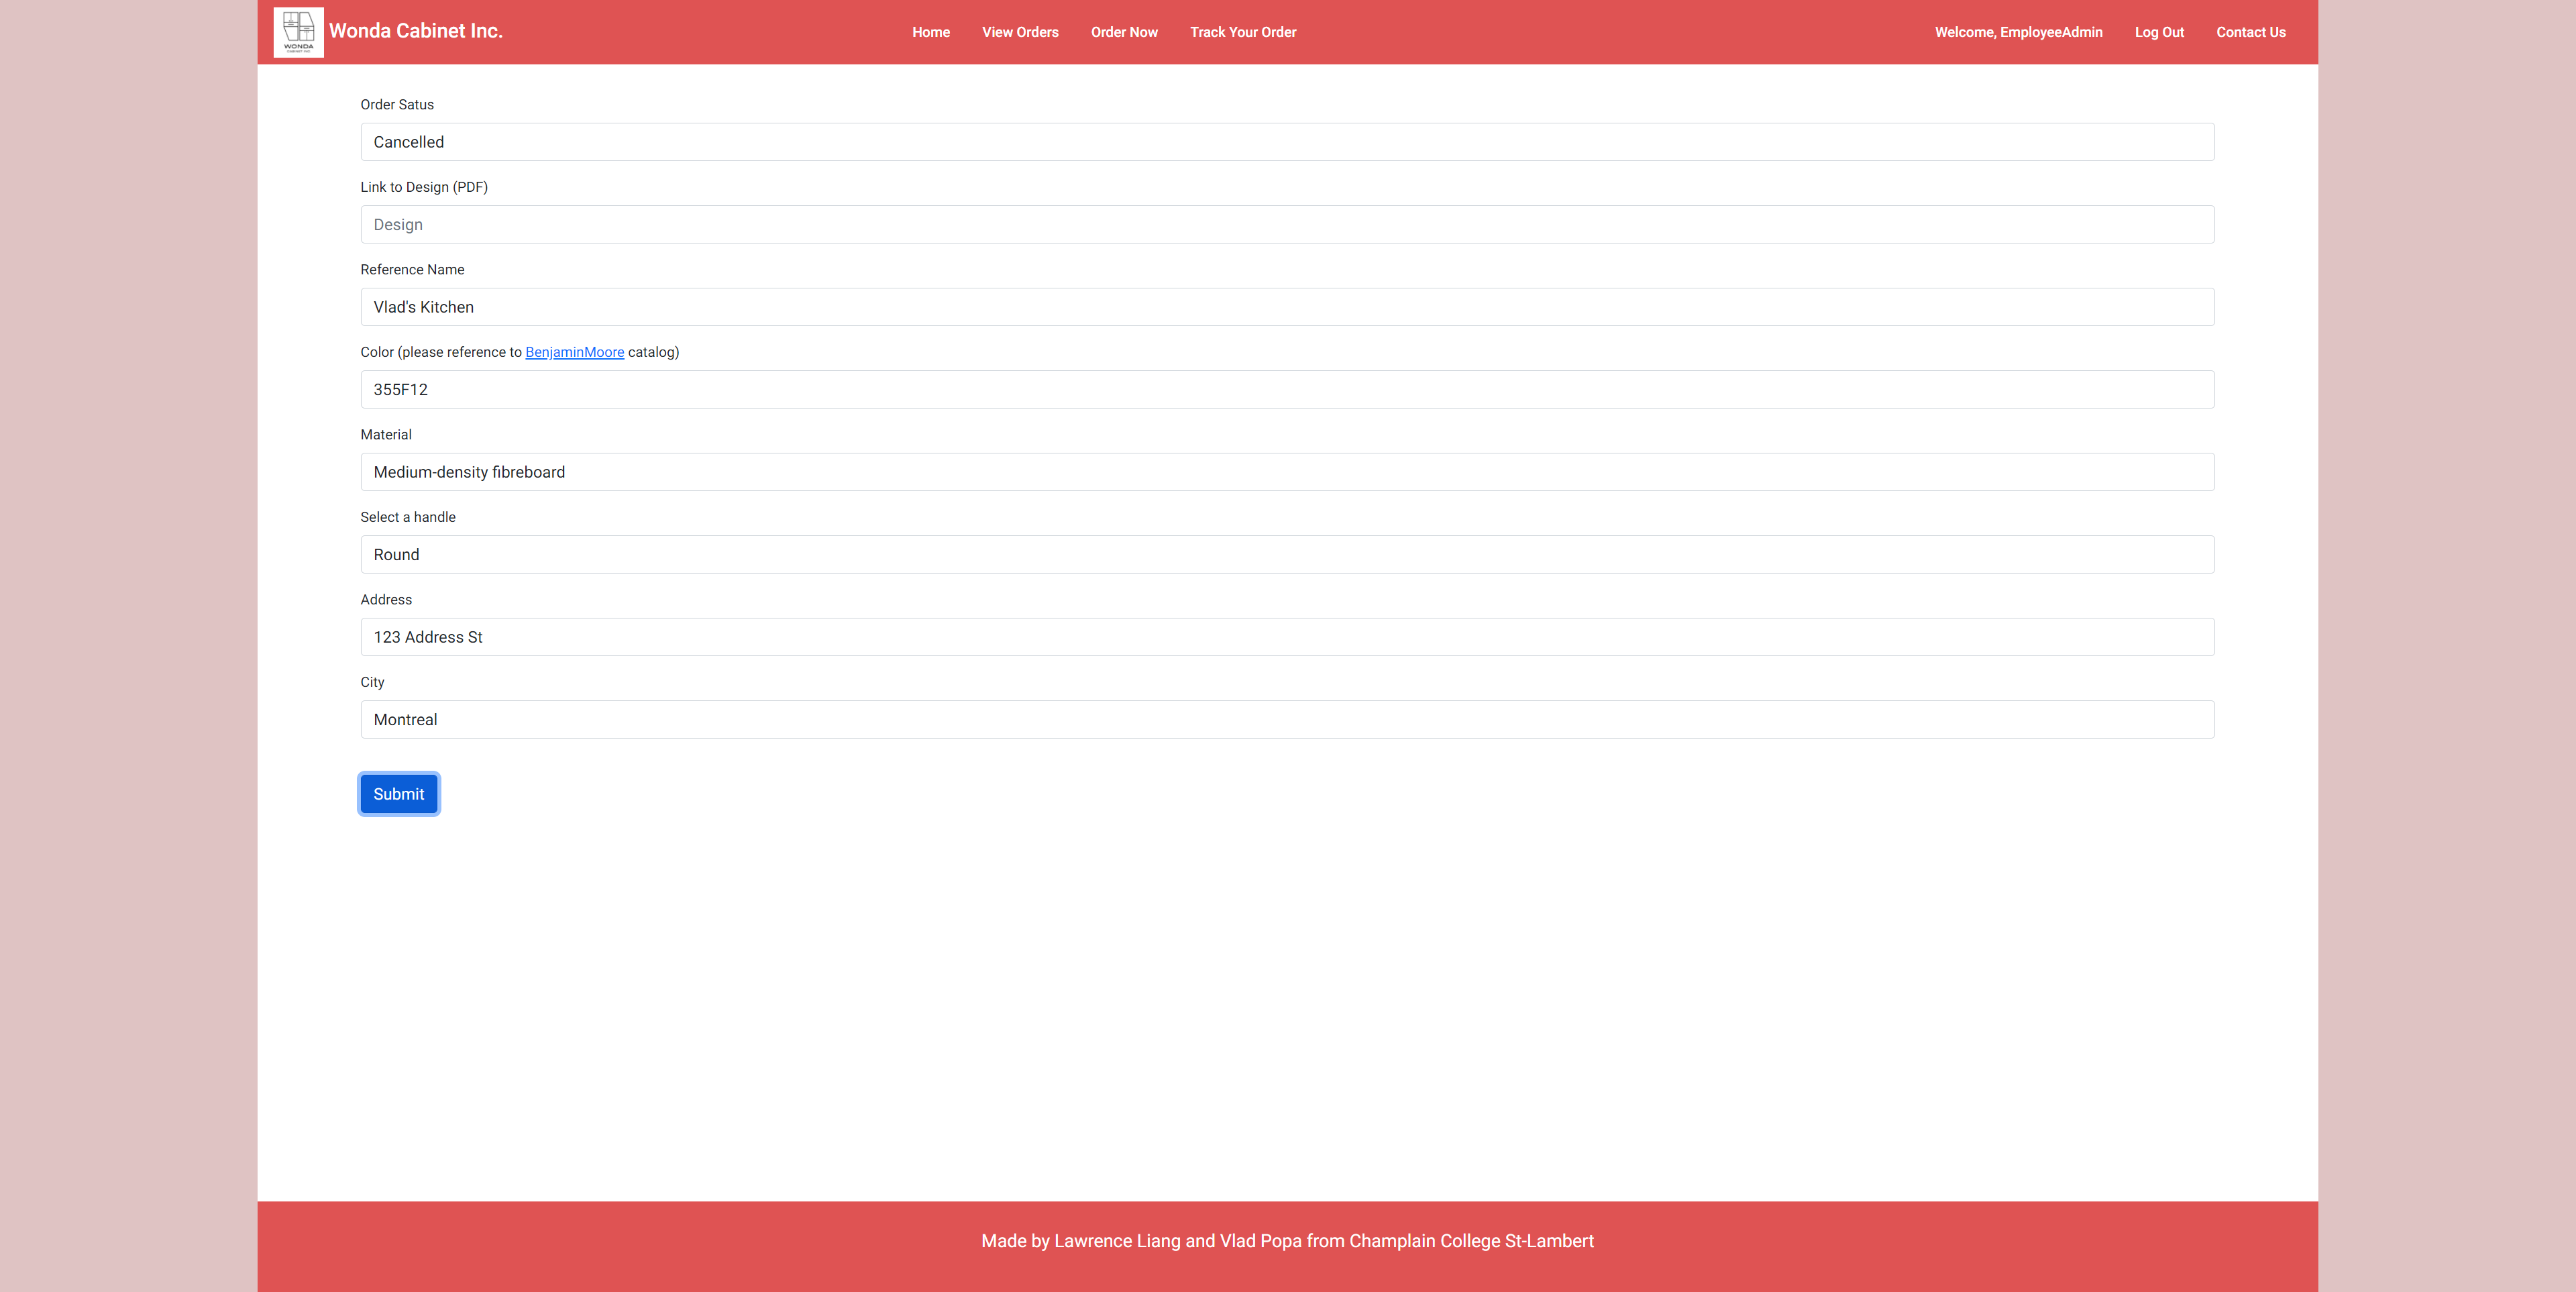 WONDA
CABINET INC.
Wonda Cabinet Inc.
Home
View Orders
Order Now
Track Your Order
Welcome, EmployeeAdmin
Log Out
Contact Us
Order Satus
Cancelled
Link to Design (PDF)
Design
Reference Name
Vlad's Kitchen
Color (please reference to BenjaminMoore catalog)
355F12
Material
Medium-density fibreboard
Select a handle
Round
Address
123 Address St
City
Montreal
Submit
Made by Lawrence Liang and Vlad Popa from Champlain College St-Lambert